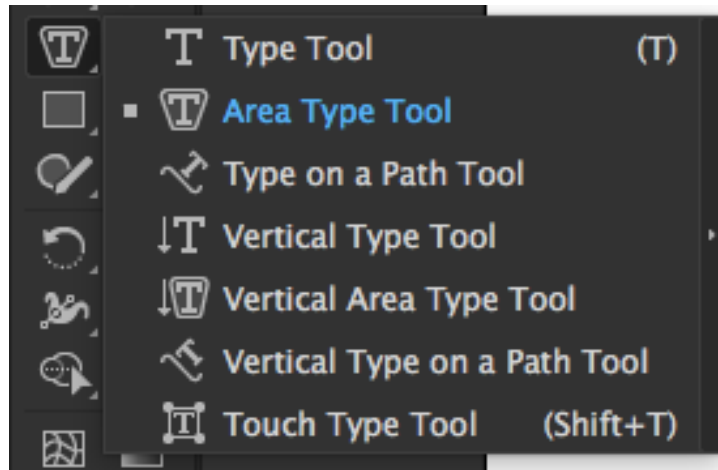 Type Tool (T)
Area Type Tool
Type on a Path Tool
Vertical Type Tool
Vertical Area Type Tool
Vertical Type on a Path Tool
Touch Type Tool (Shift+T)